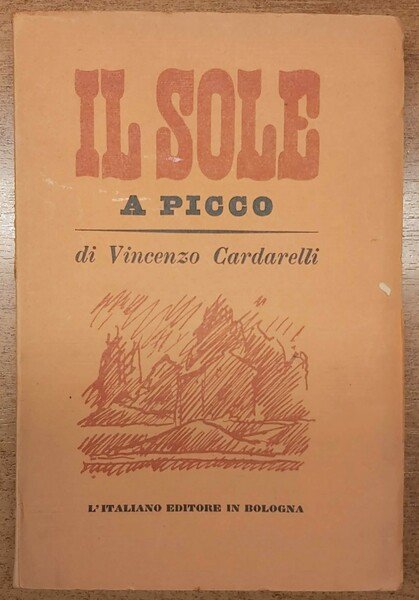 IL SOLE
A PICCO
di Vincenzo Cardarelli
L'ITALIANO EDITORE IN BOLOGNA